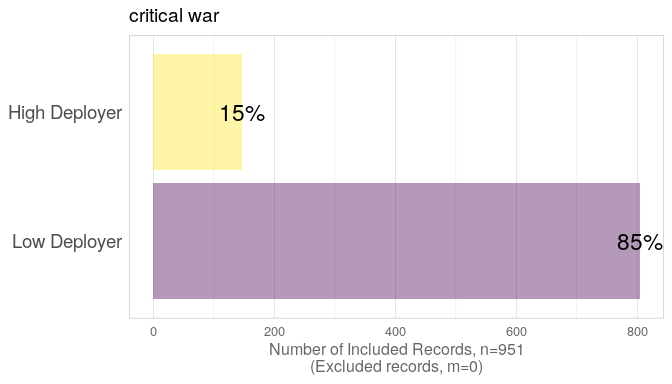 critical war
High Deployer
15%
Low Deployer
85%
0 200 400 600 800
Number of Included Records, n=951
(Excluded records, m=0)